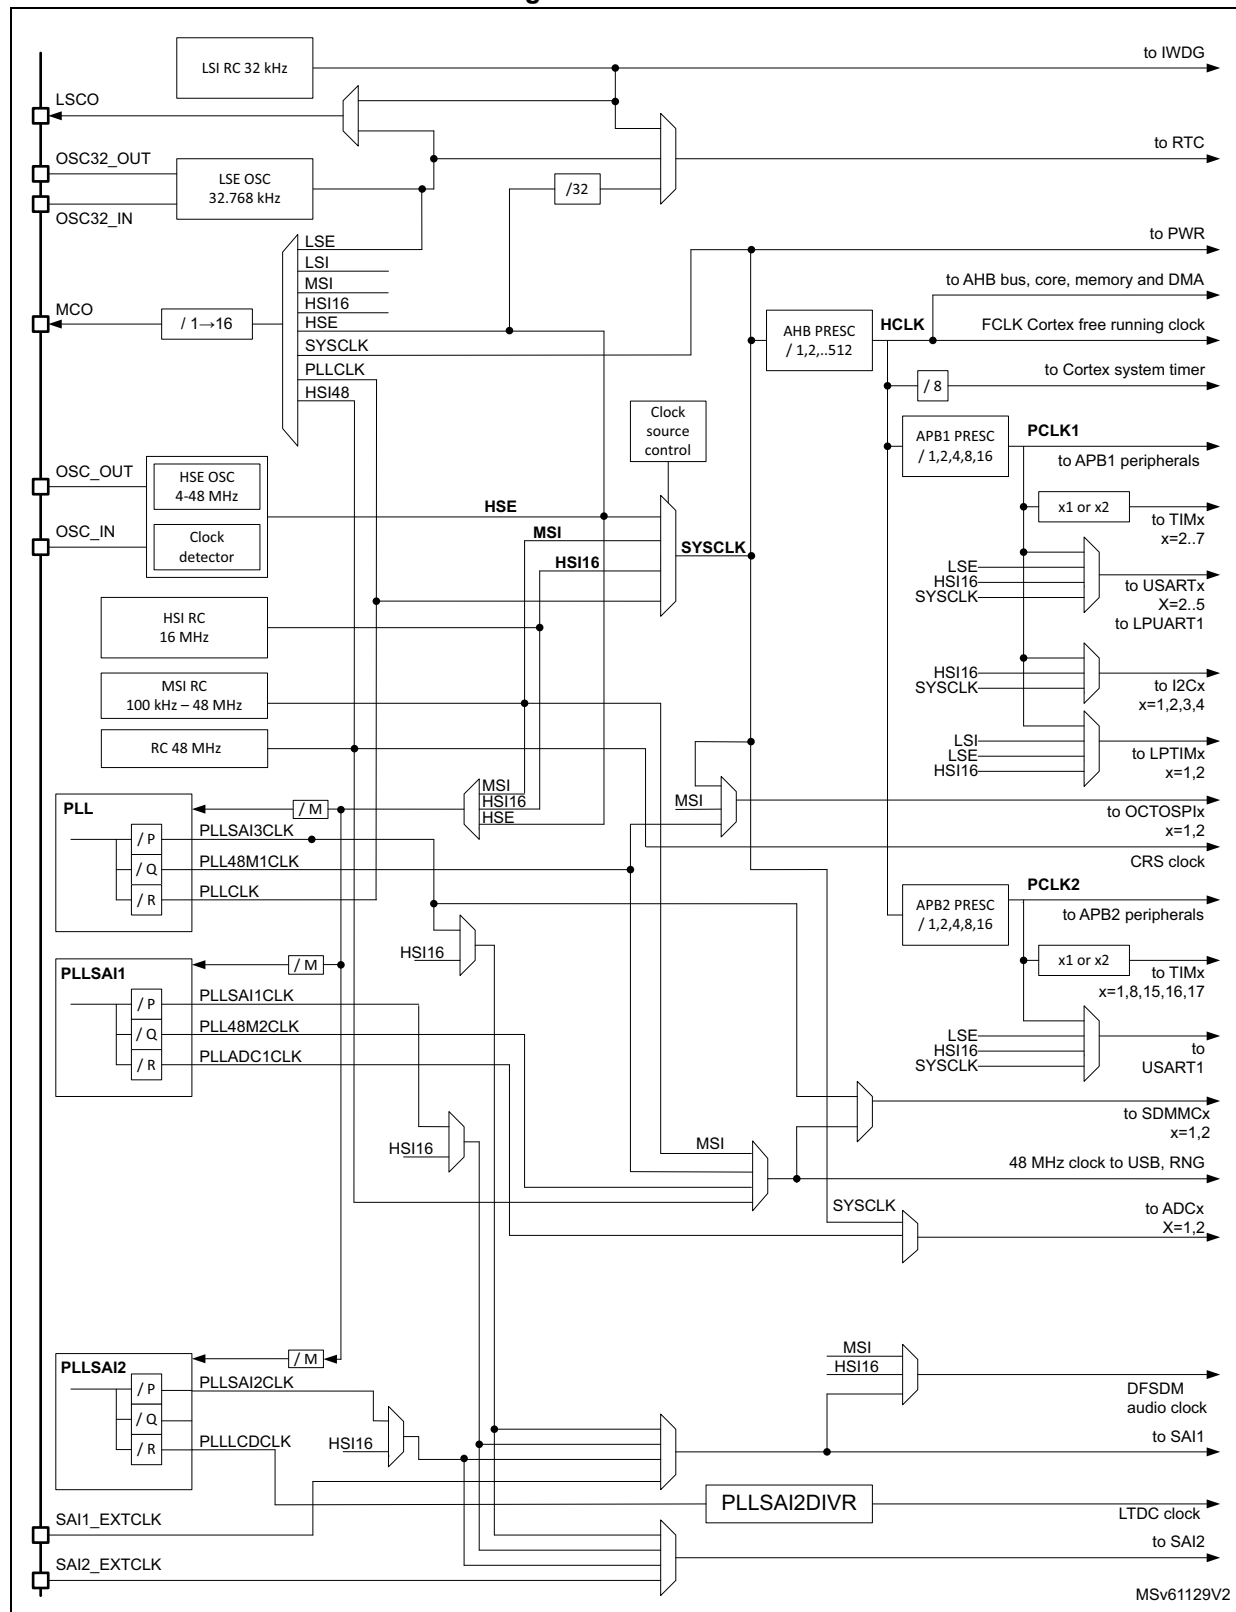 LSI RC 32 kHz
to IWDG
LSCO
to RTC
OSC32_OUT
LSE OSC
32.768 kHz
/32
OSC32_IN
LSE
LSI
MSI
HSI16
HSE
SYSCLK
PLLCLK
HSI48
MCO
/ 1→16
to PWR
to AHB bus, core, memory and DMA
AHB PRESC
/ 1,2,..512
HCLK
FCLK Cortex free running clock
to Cortex system timer
/ 8
Clock
source
control
APB1 PRESC
/ 1,2,4,8,16
PCLK1
to APB1 peripherals
OSC_OUT
HSE OSC
4-48 MHz
OSC_IN
Clock
detector
HSE
MSI
HSI16
SYSCLK
x1 or x2
to TIMx
x=2..7
LSE
HSI16
SYSCLK
to USARTx
X=2..5
to LPUART1
HSI RC
16 MHz
MSI RC
100 kHz – 48 MHz
RC 48 MHz
HSI16
SYSCLK
to I2Cx
x=1,2,3,4
LSI
LSE
HSI16
to LPTIMx
x=1,2
MSI
HSI16
HSE
MSI
to OCTOSPIx
x=1,2
CRS clock
PLL
/ M
/ P
PLLSAI3CLK
/ Q
PLL48M1CLK
/ R
PLLCLK
HSI16
APB2 PRESC
/ 1,2,4,8,16
PCLK2
to APB2 peripherals
x1 or x2
to TIMx
x=1,8,15,16,17
PLLSAI1
/ M
/ P
PLLSAI1CLK
/ Q
PLL48M2CLK
/ R
PLLADC1CLK
LSE
HSI16
SYSCLK
to
USART1
HSI16
MSI
to SDMMCx
x=1,2
48 MHz clock to USB, RNG
SYSCLK
to ADCx
X=1,2
PLLSAI2
/ M
/ P
PLLSAI2CLK
/ Q
/ R
PLLLCDCLK
HSI16
MSI
HSI16
DFSDM
audio clock
to SAI1
PLLSAI2DIVR
LTDC clock
SAI1_EXTCLK
to SAI2
SAI2_EXTCLK
MSv61129V2